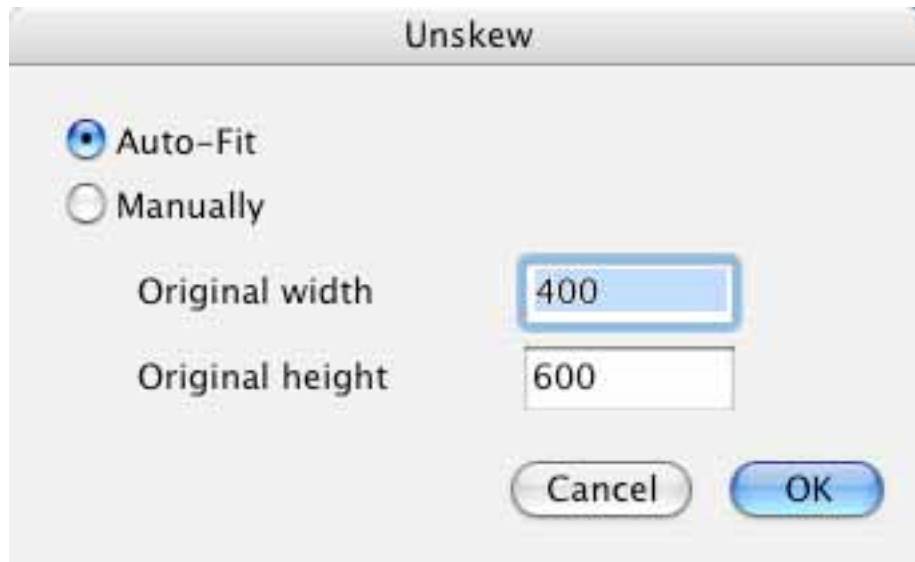 Unskew
Auto-Fit
Manually
Original width 400
Original height 600
Cancel OK